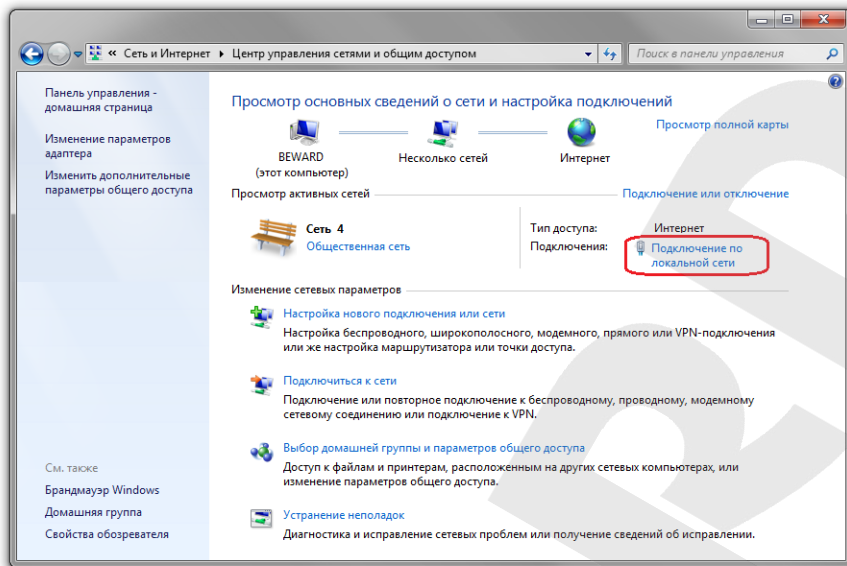 « Сеть и Интернет ▸ Центр управления сетями и общим доступом
Поиск в панели управления
Панель управления -
домашняя страница
Изменение параметров
адаптера
Изменить дополнительные
параметры общего доступа
См. также
Брандмауэр Windows
Домашняя группа
Свойства обозревателя
Просмотр основных сведений о сети и настройка подключений
Просмотр полной карты
BEWARD
(этот компьютер)
Несколько сетей
Интернет
Просмотр активных сетей
Подключение или отключение
Сеть 4
Общественная сеть
Тип доступа: Интернет
Подключения: Подключение по
локальной сети
Изменение сетевых параметров
Настройка нового подключения или сети
Настройка беспроводного, широкополосного, модемного, прямого или VPN-подключения
или же настройка маршрутизатора или точки доступа.
Подключиться к сети
Подключение или повторное подключение к беспроводному, проводному, модемному
сетевому соединению или подключение к VPN.
Выбор домашней группы и параметров общего доступа
Доступ к файлам и принтерам, расположенным на других сетевых компьютерах, или
изменение параметров общего доступа.
Устранение неполадок
Диагностика и исправление сетевых проблем или получение сведений об исправлении.